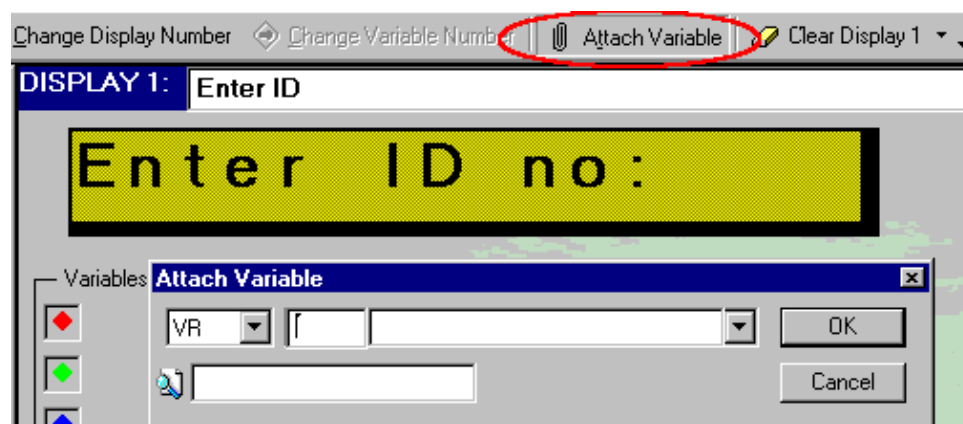 Change Display Number Change Variable Number Attach Variable Clear Display 1
DISPLAY 1: Enter ID
Enter ID no:
Variables Attach Variable
VR OK
Cancel